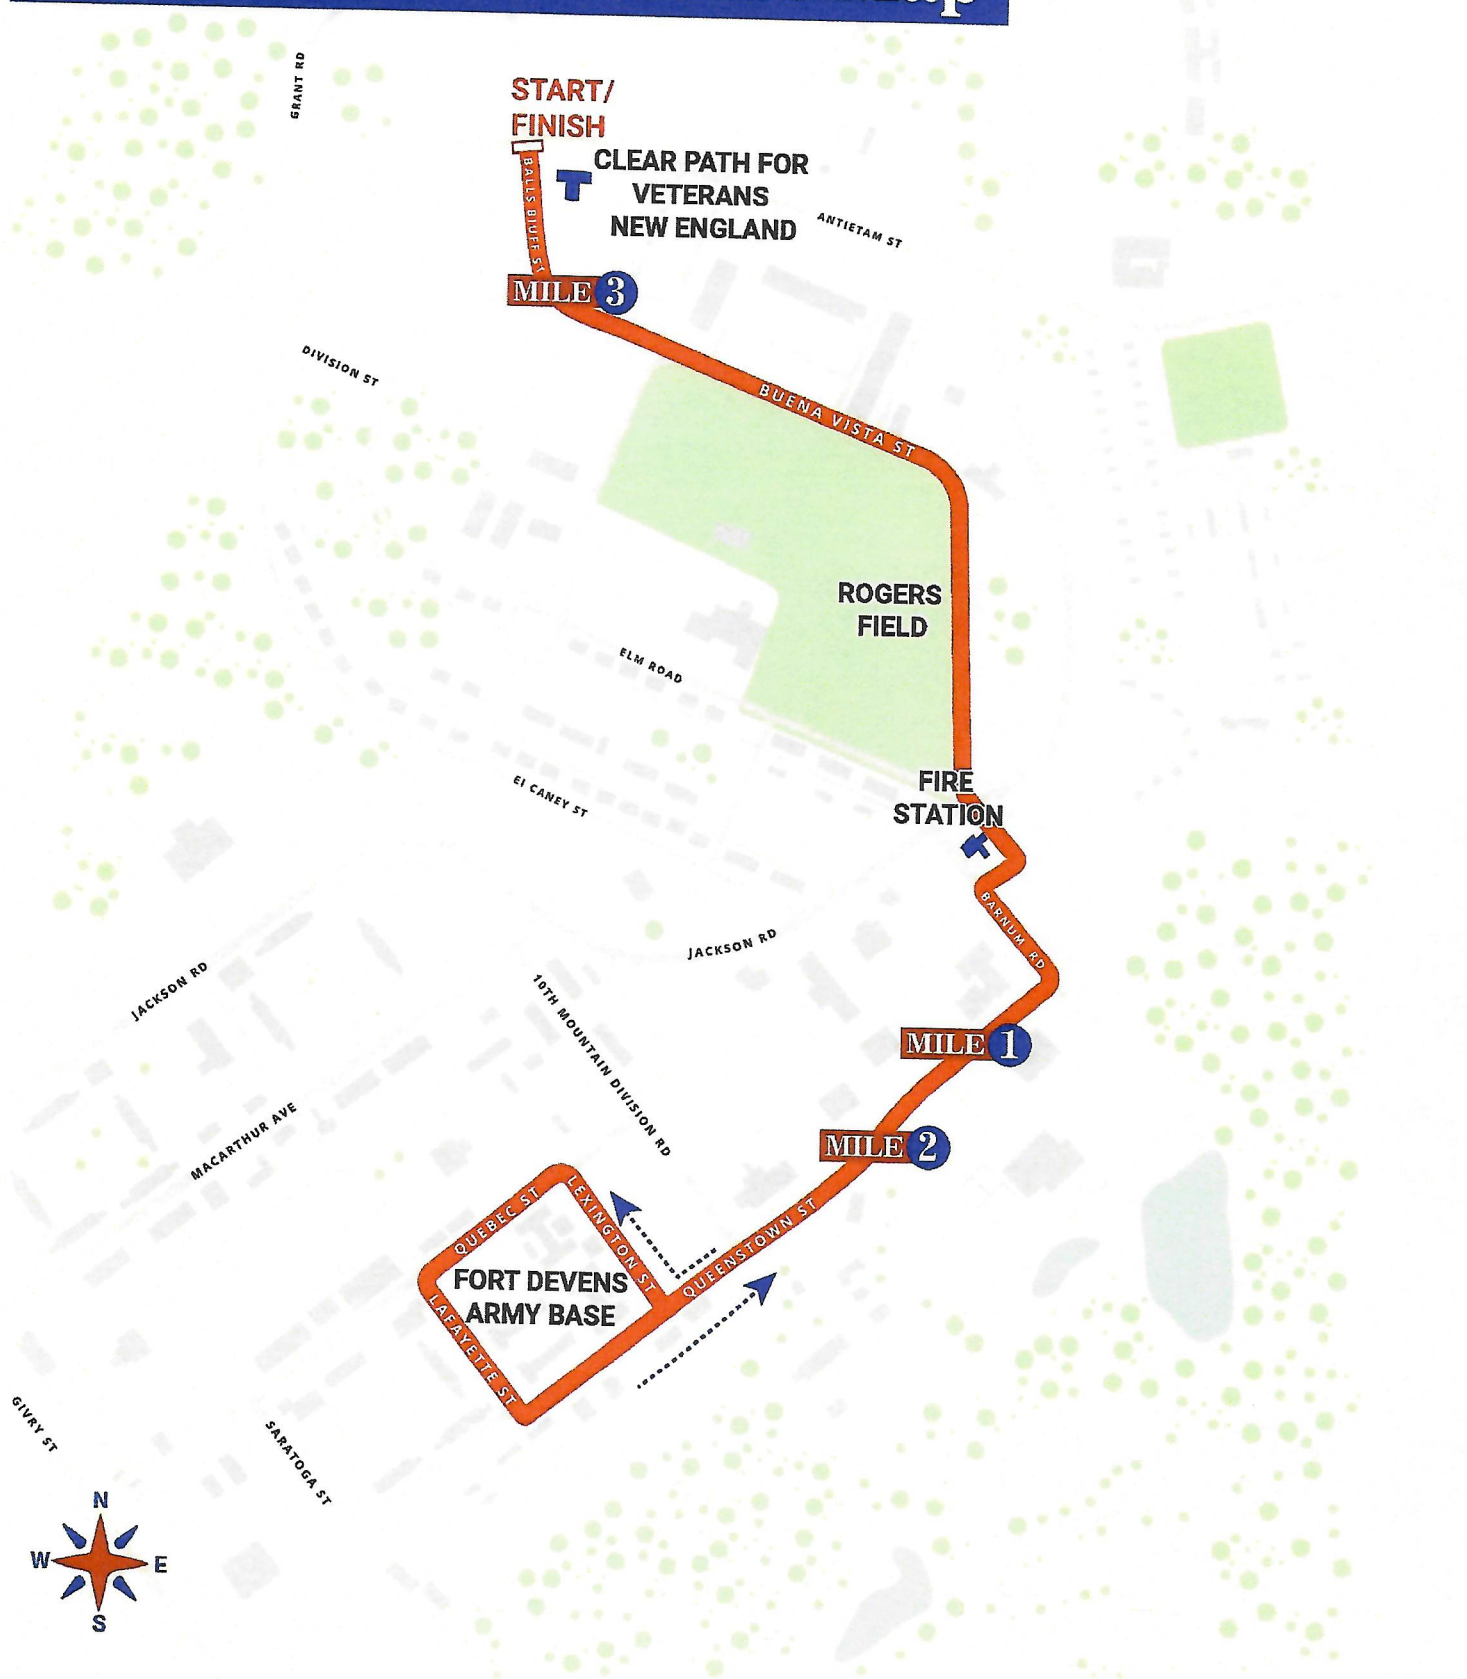 GRANT RD
START/
FINISH
BALLS BLUFF ST
CLEAR PATH FOR
VETERANS
NEW ENGLAND
ANTIETAM ST
MILE 3
DIVISION ST
BUENA VISTA ST
ROGERS
FIELD
ELM ROAD
FIRE
STATION
El CANEY ST
BARNUM RD
JACKSON RD
JACKSON RD
10TH MOUNTAIN DIVISION RD
MILE 1
MACARTHUR AVE
MILE 2
QUEBEC ST
LEXINGTON ST
QUEENSTOWN ST
FORT DEVENS
ARMY BASE
LAFAYETTE ST
GIVRY ST
SARATOGA ST
N
W E
S